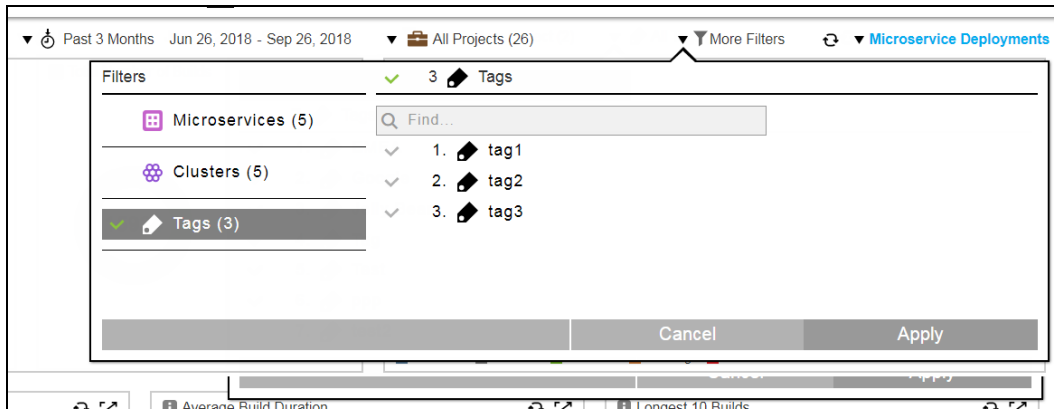 Past 3 Months Jun 26, 2018 - Sep 26, 2018 All Projects (26) More Filters Microservice Deployments
Filters
3 Tags
Microservices (5)
Find...
Clusters (5)
1. tag1
2. tag2
Tags (3)
3. tag3
Cancel Apply
Cancel Apply
Average Build Duration Longest 10 Builds